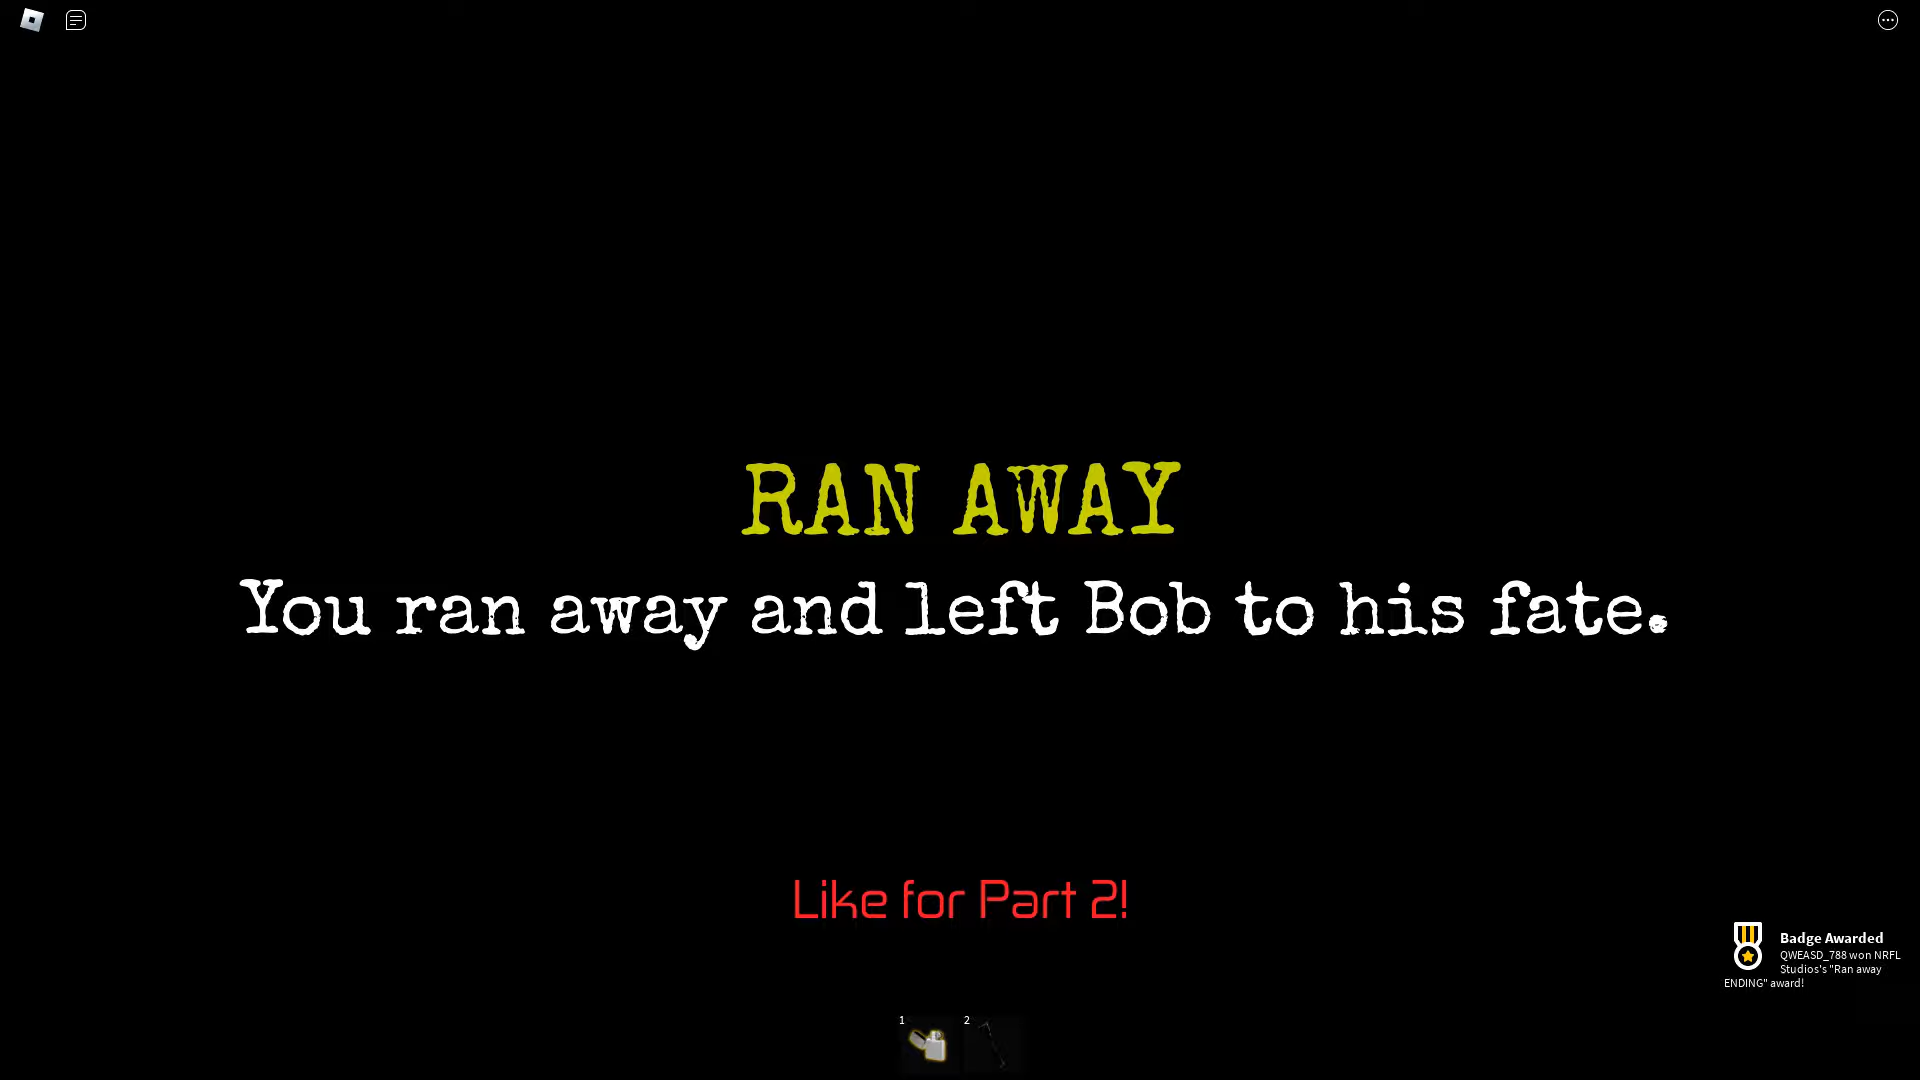 RAN AWAY
You ran away and left Bob to his fate.
Like for Part 2!
Badge Awarded
QWEASD_788 won NRFL
Studios's "Ran away
ENDING" award!
1 2